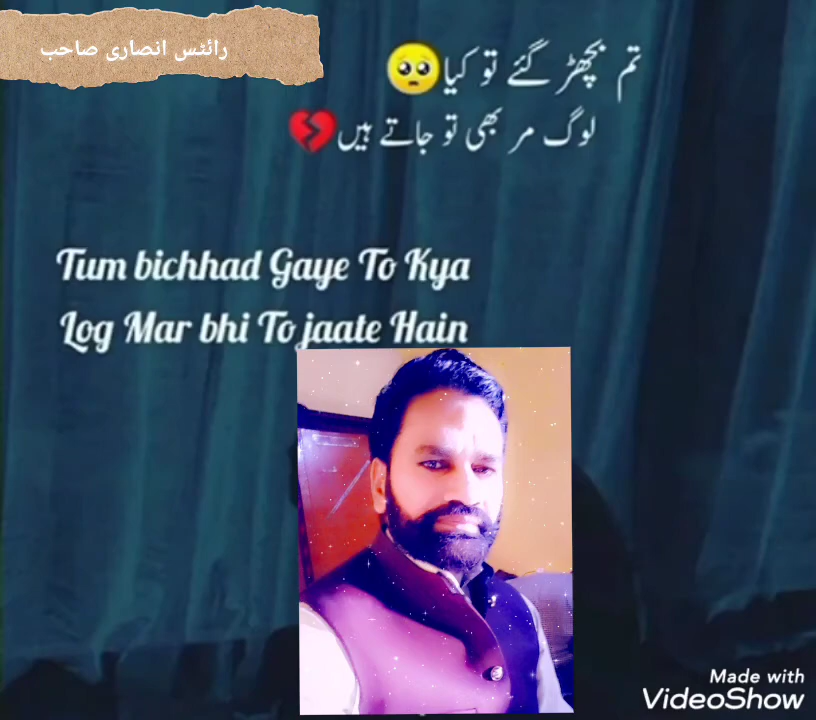 رائٹس انصاری صاحب
تم بچھڑ گئے تو کیا🥺
لوگ مر بھی تو جاتے ہیں💔
Tum bichhad Gaye To Kya
Log Mar bhi To jaate Hain
Made with
VideoShow